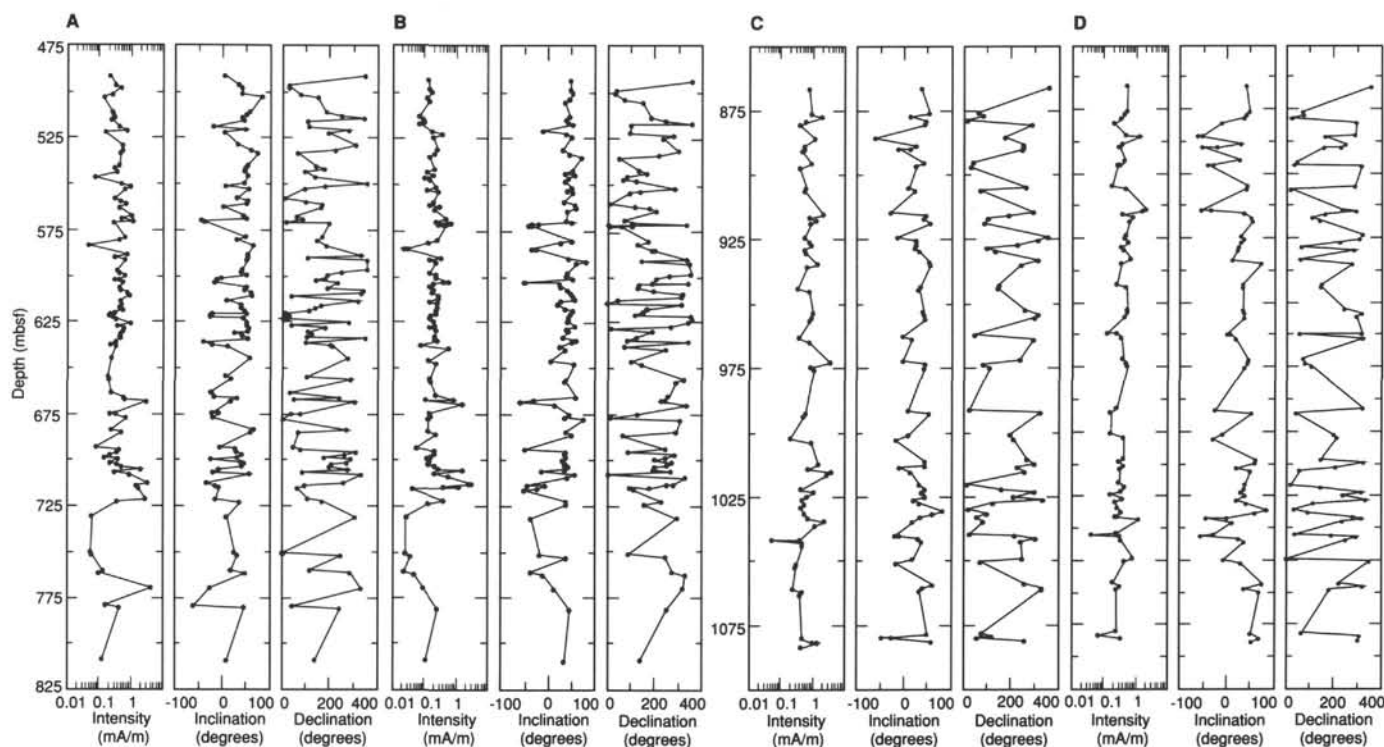 A
B
C
D
475
525
575
625
675
725
775
825
Depth (mbsf)
875
925
975
1025
1075
0.01 0.1 1
-100 0 100
0 200 400
0.01 0.1 1
-100 0 100
0 200 400
0.01 0.1 1
-100 0 100
0 200 400
0.01 0.1 1
-100 0 100
0 200 400
Intensity
(mA/m)
Inclination
(degrees)
Declination
(degrees)
Intensity
(mA/m)
Inclination
(degrees)
Declination
(degrees)
Intensity
(mA/m)
Inclination
(degrees)
Declination
(degrees)
Intensity
(mA/m)
Inclination
(degrees)
Declination
(degrees)